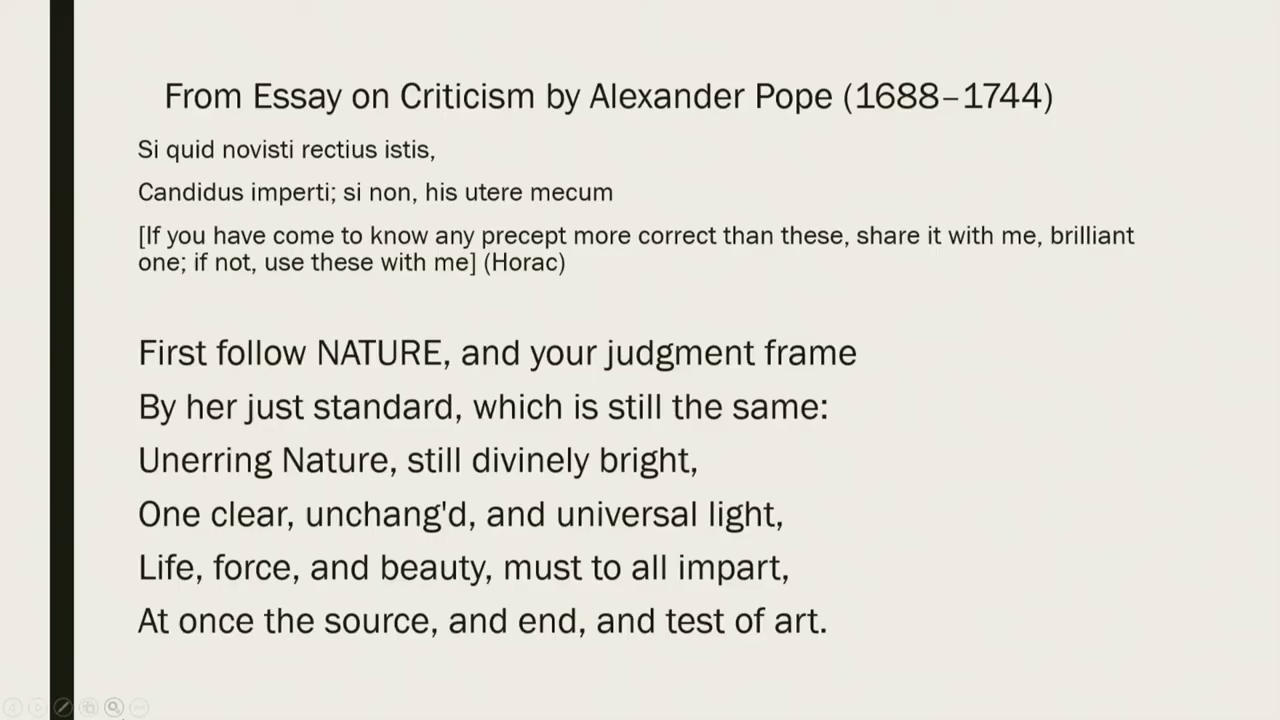 From Essay on Criticism by Alexander Pope (1688–1744)
Si quid novisti rectius istis,
Candidus imperti; si non, his utere mecum
[If you have come to know any precept more correct than these, share it with me, brilliant
one; if not, use these with me] (Horac)
First follow NATURE, and your judgment frame
By her just standard, which is still the same:
Unerring Nature, still divinely bright,
One clear, unchang'd, and universal light,
Life, force, and beauty, must to all impart,
At once the source, and end, and test of art.